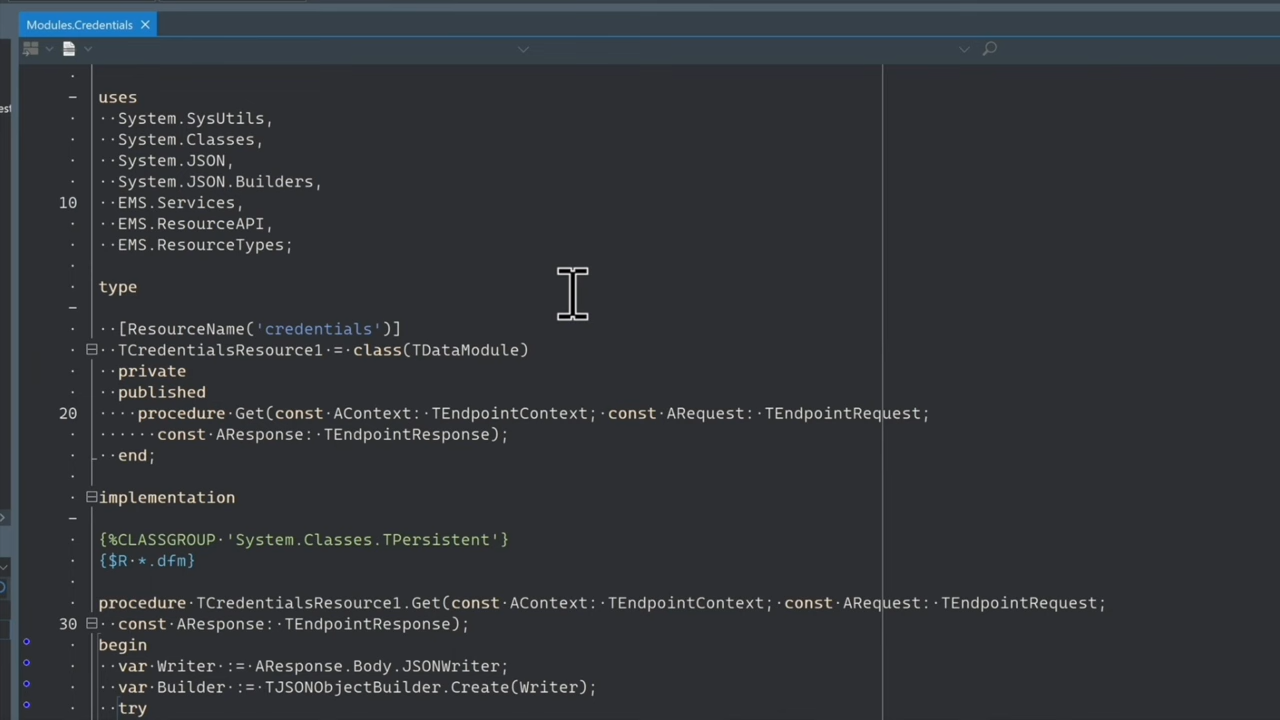 Modules.Credentials
uses
System.SysUtils,
System.Classes,
System.JSON,
System.JSON.Builders,
10 EMS.Services,
EMS.ResourceAPI,
EMS.ResourceTypes;
type
[ResourceName('credentials')]
TCredentialsResource1 = class(TDataModule)
private
published
20 procedure Get(const AContext: TEndpointContext; const ARequest: TEndpointRequest;
const AResponse: TEndpointResponse);
end;
implementation
{%CLASSGROUP 'System.Classes.TPersistent'}
{$R *.dfm}
procedure TCredentialsResource1.Get(const AContext: TEndpointContext; const ARequest: TEndpointRequest;
30 const AResponse: TEndpointResponse);
begin
var Writer := AResponse.Body.JSONWriter;
var Builder := TJSONObjectBuilder.Create(Writer);
try